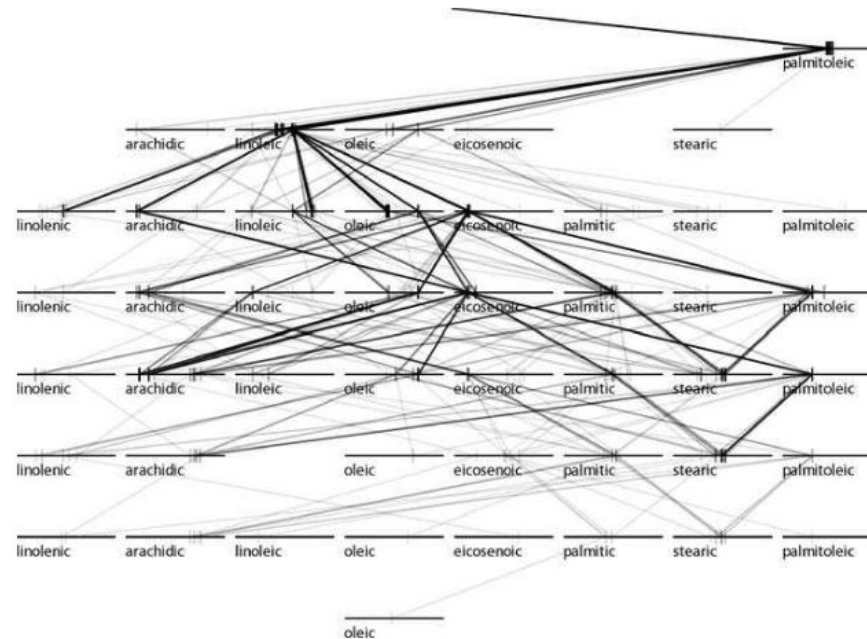 palmitoleic
arachidic linoleic oleic eicosenoic stearic
linolenic arachidic linoleic oleic eicosenoic palmitic stearic palmitoleic
linolenic arachidic linoleic oleic eicosenoic palmitic stearic palmitoleic
linolenic arachidic linoleic oleic eicosenoic palmitic stearic palmitoleic
linolenic arachidic oleic eicosenoic palmitic stearic palmitoleic
linolenic arachidic linoleic oleic eicosenoic palmitic stearic palmitoleic
oleic